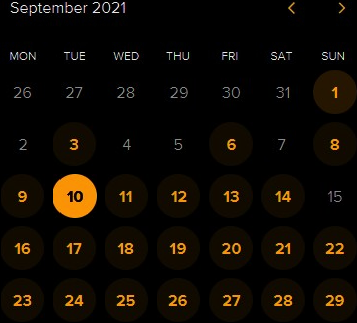 September 2021
MON TUE WED THU FRI SAT SUN
26 27 28 29 30 31 1
2 3 4 5 6 7 8
9 10 11 12 13 14 15
16 17 18 19 20 21 22
23 24 25 26 27 28 29